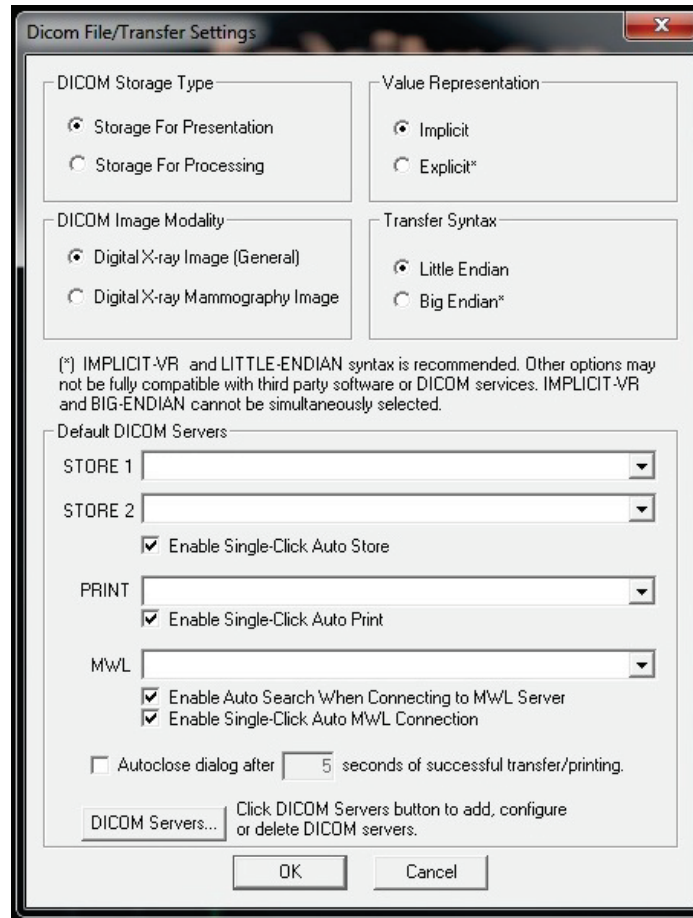 Dicom File/Transfer Settings
DICOM Storage Type
Storage For Presentation
Storage For Processing
Value Representation
Implicit
Explicit*
DICOM Image Modality
Digital X-ray Image (General)
Digital X-ray Mammography Image
Transfer Syntax
Little Endian
Big Endian*
(*) IMPLICIT-VR and LITTLE-ENDIAN syntax is recommended. Other options may
not be fully compatible with third party software or DICOM services. IMPLICIT-VR
and BIG-ENDIAN cannot be simultaneously selected.
Default DICOM Servers
STORE 1
STORE 2
Enable Single-Click Auto Store
PRINT
Enable Single-Click Auto Print
MWL
Enable Auto Search When Connecting to MWL Server
Enable Single-Click Auto MWL Connection
Autoclose dialog after 5 seconds of successful transfer/printing.
DICOM Servers... Click DICOM Servers button to add, configure
or delete DICOM servers.
OK Cancel